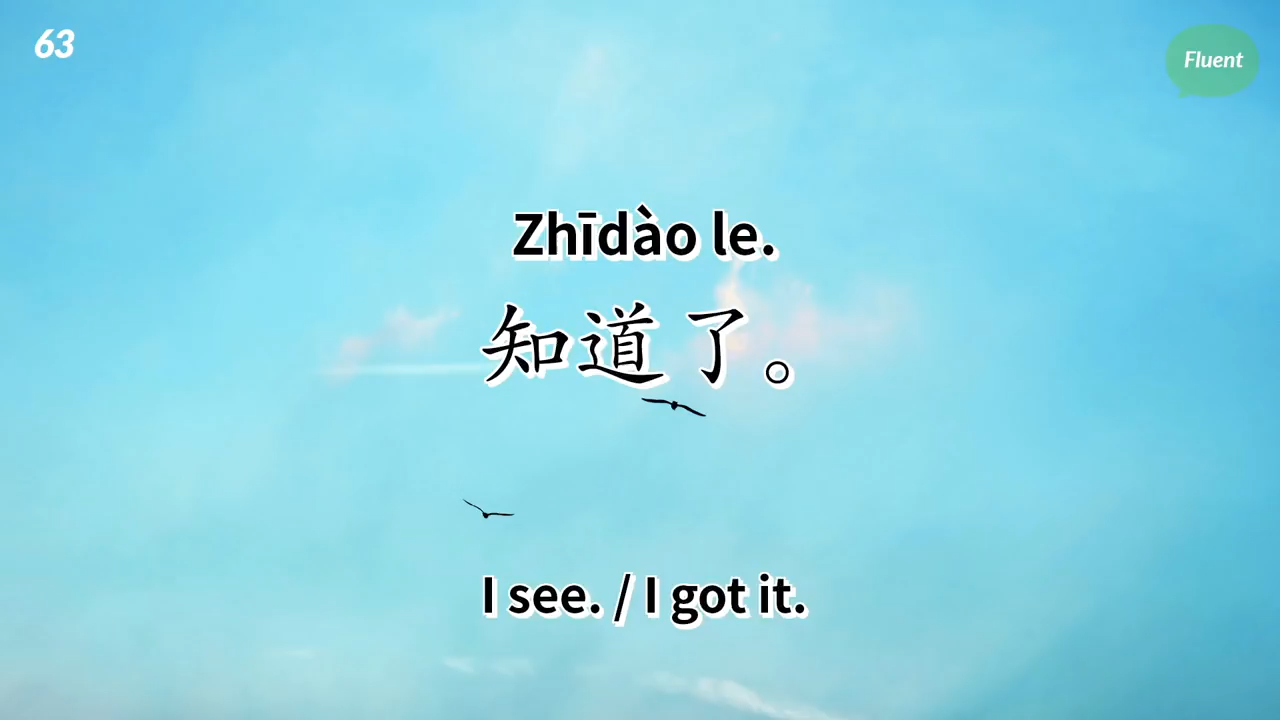 63
Fluent
Zhīdào le.
知道了。
I see. / I got it.